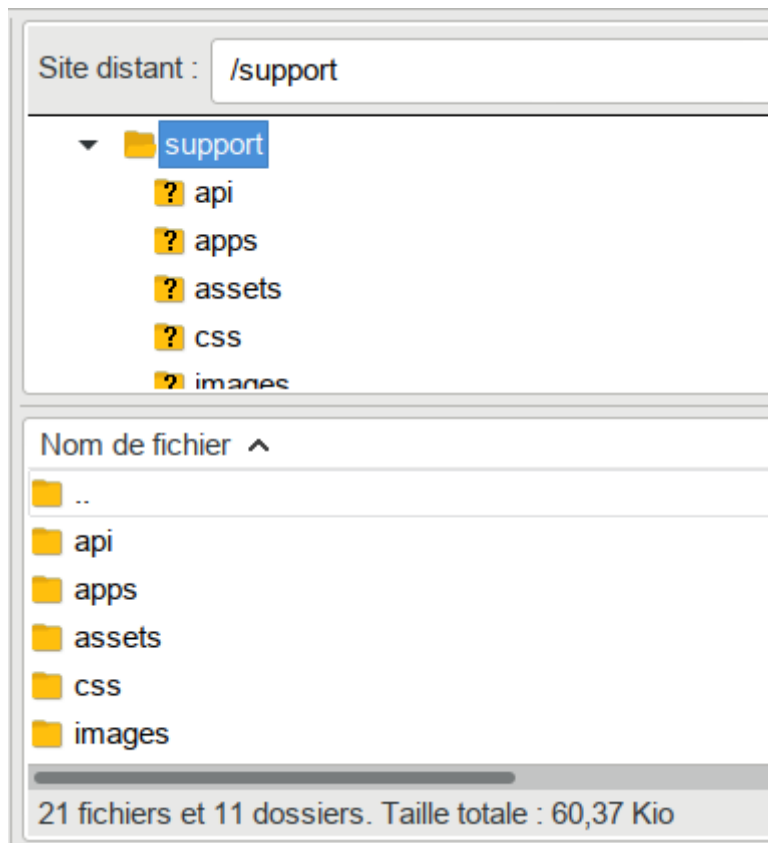 Site distant : /support
support
? api
? apps
? assets
? css
? images
Nom de fichier
..
api
apps
assets
css
images
21 fichiers et 11 dossiers. Taille totale : 60,37 Kio